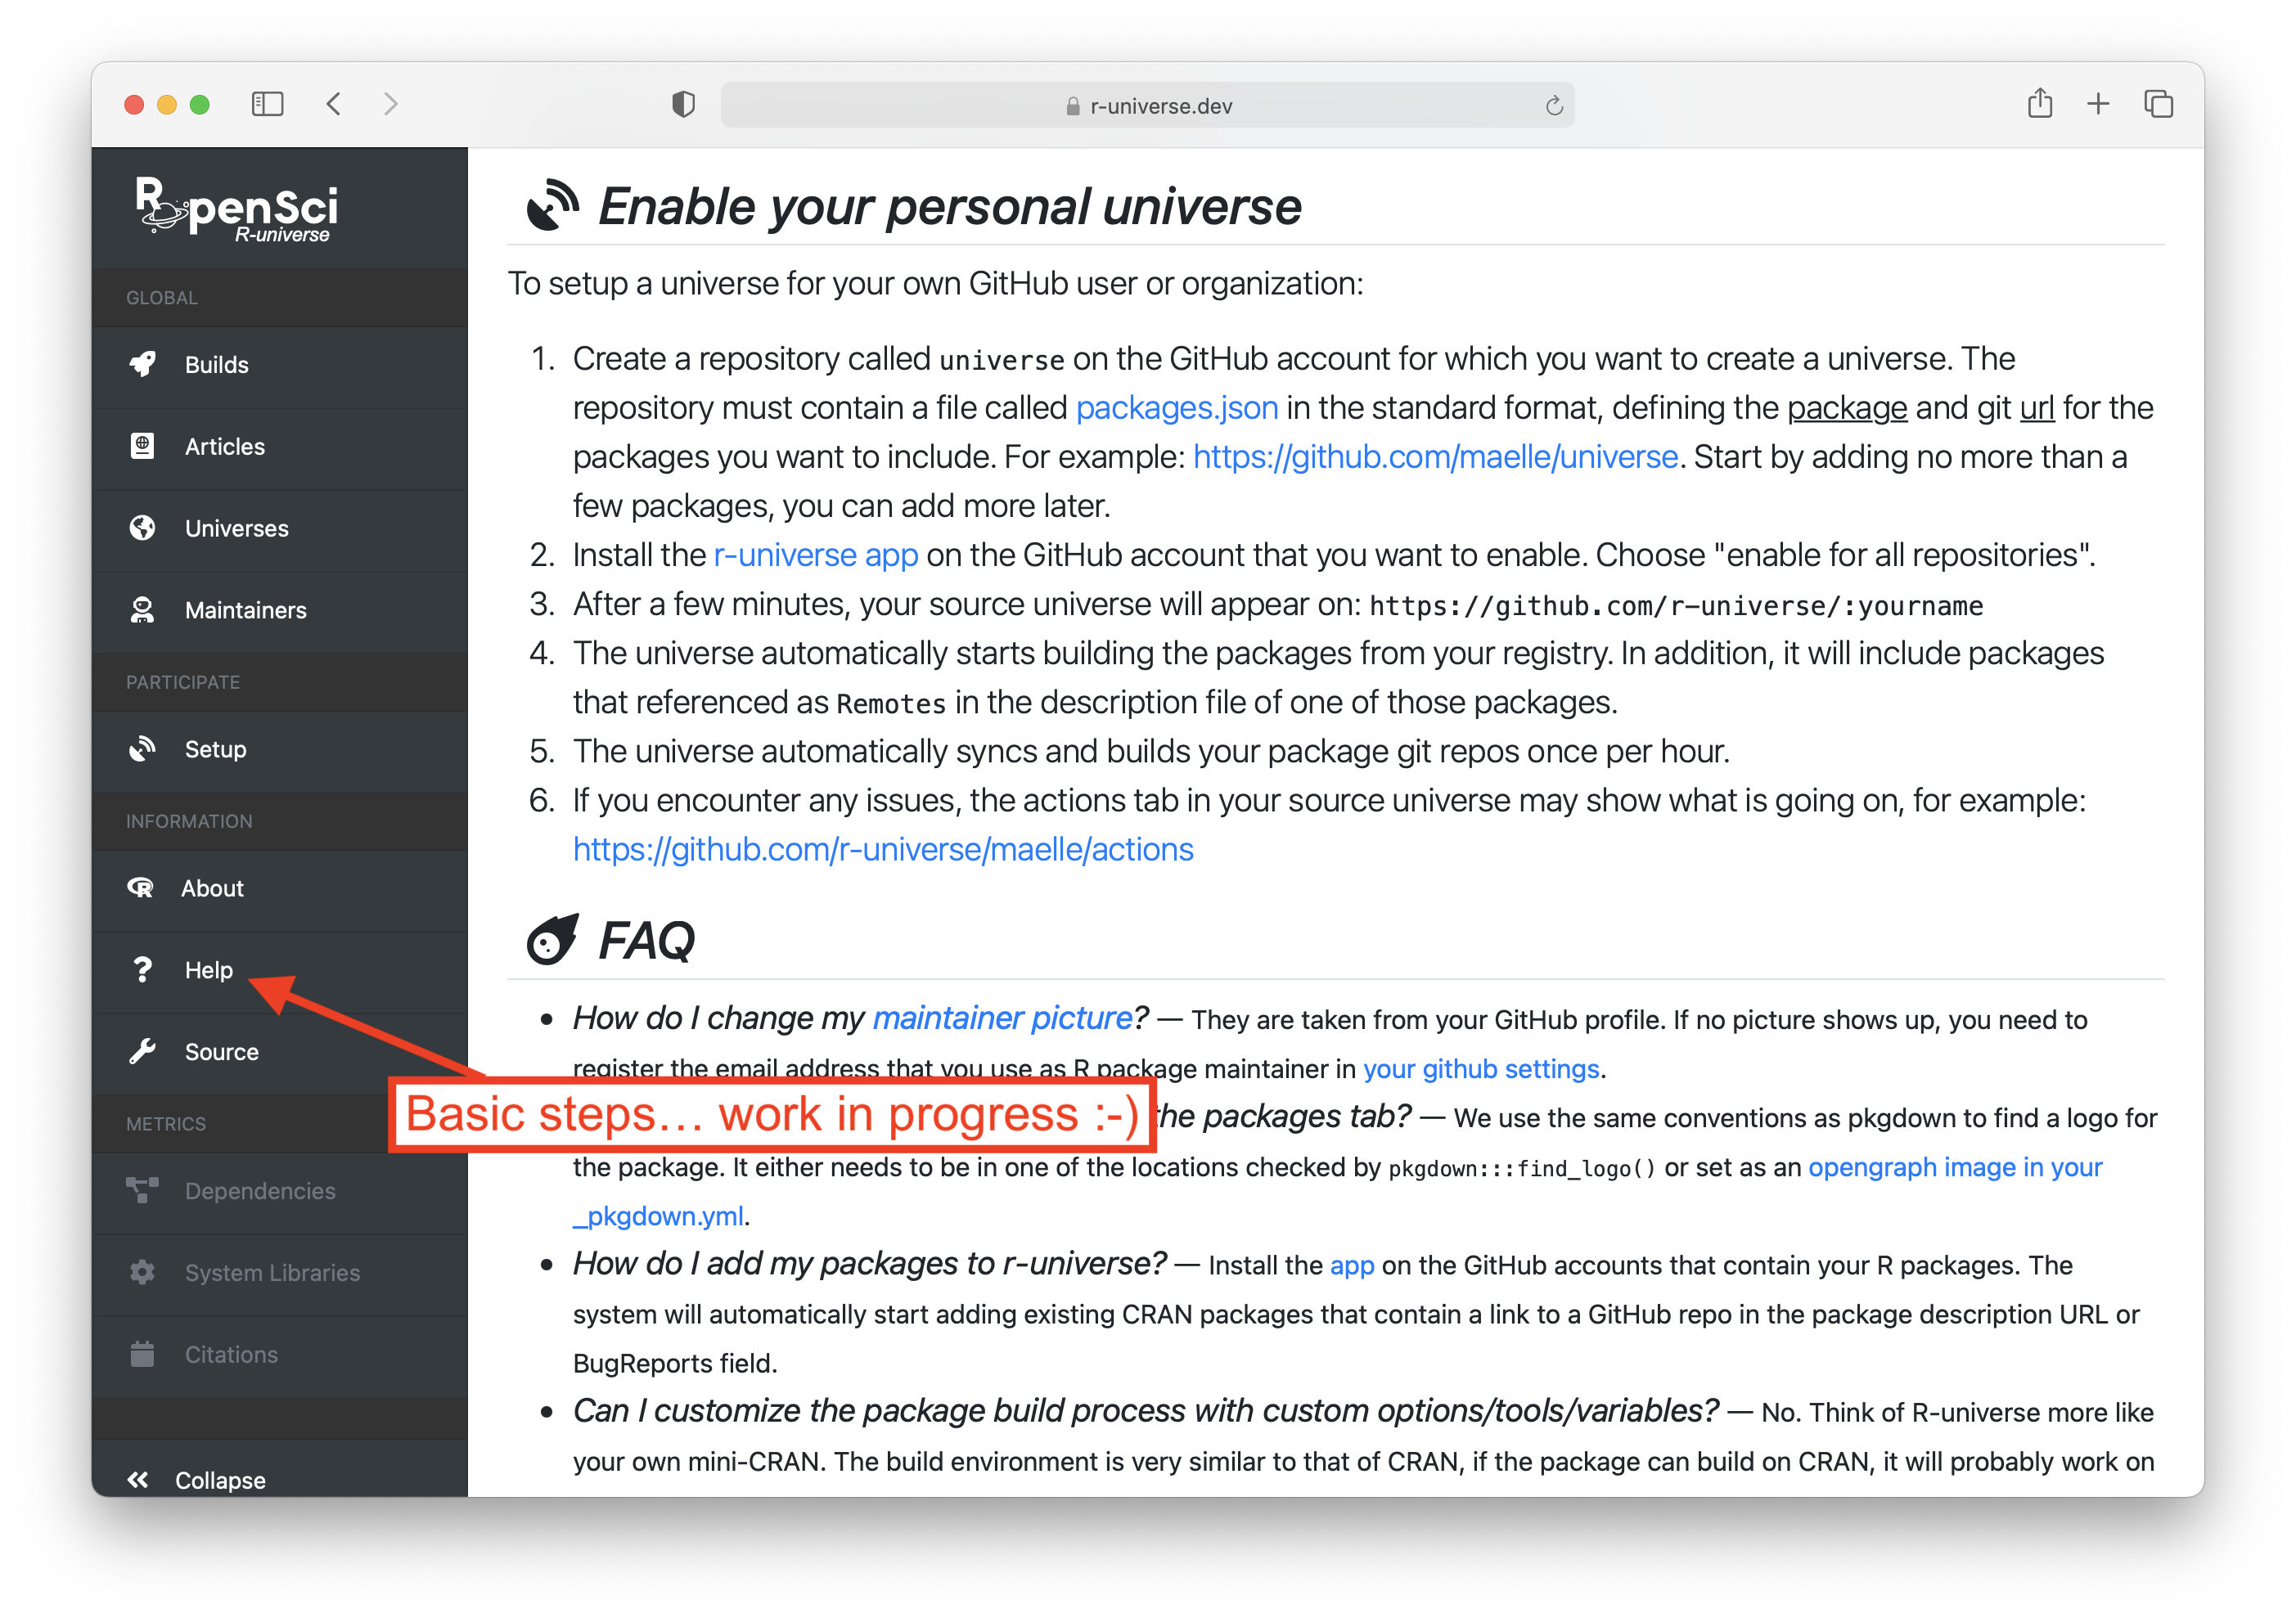 r-universe.dev
RopenSci
R-universe
GLOBAL
Builds
Articles
Universes
Maintainers
PARTICIPATE
Setup
INFORMATION
About
Help
Source
METRICS
Dependencies
System Libraries
Citations
Collapse
Enable your personal universe
To setup a universe for your own GitHub user or organization:
1. Create a repository called universe on the GitHub account for which you want to create a universe. The
repository must contain a file called packages.json in the standard format, defining the package and git url for the
packages you want to include. For example: https://github.com/maelle/universe. Start by adding no more than a
few packages, you can add more later.
2. Install the r-universe app on the GitHub account that you want to enable. Choose "enable for all repositories".
3. After a few minutes, your source universe will appear on: https://github.com/r-universe/:yourname
4. The universe automatically starts building the packages from your registry. In addition, it will include packages
that referenced as Remotes in the description file of one of those packages.
5. The universe automatically syncs and builds your package git repos once per hour.
6. If you encounter any issues, the actions tab in your source universe may show what is going on, for example:
https://github.com/r-universe/maelle/actions
FAQ
• How do I change my maintainer picture? — They are taken from your GitHub profile. If no picture shows up, you need to
register the email address that you use as R package maintainer in your github settings.
Basic steps... work in progress :-)
the packages tab? — We use the same conventions as pkgdown to find a logo for
the package. It either needs to be in one of the locations checked by pkgdown:::find_logo() or set as an opengraph image in your
_pkgdown.yml.
• How do I add my packages to r-universe? — Install the app on the GitHub accounts that contain your R packages. The
system will automatically start adding existing CRAN packages that contain a link to a GitHub repo in the package description URL or
BugReports field.
• Can I customize the package build process with custom options/tools/variables? — No. Think of R-universe more like
your own mini-CRAN. The build environment is very similar to that of CRAN, if the package can build on CRAN, it will probably work on